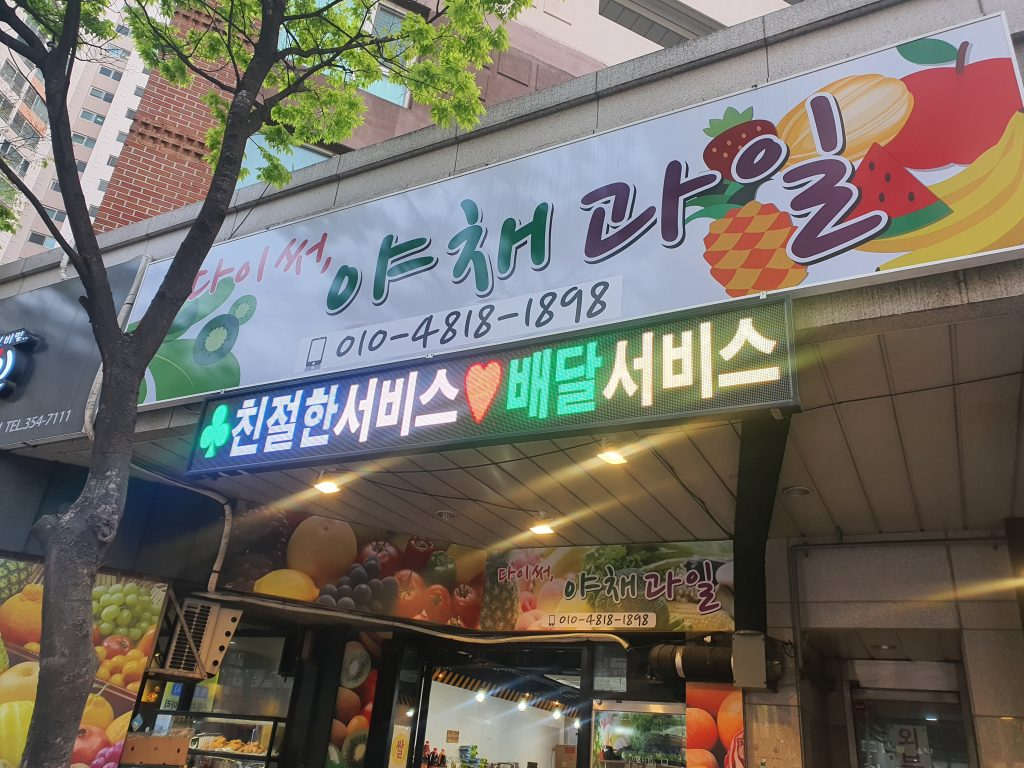 다이써, 야채 과일
010-4818-1898
♣친절한서비스♥배달서비스
TEL.354-7111
다이써, 야채과일
010-4818-1898
쌀